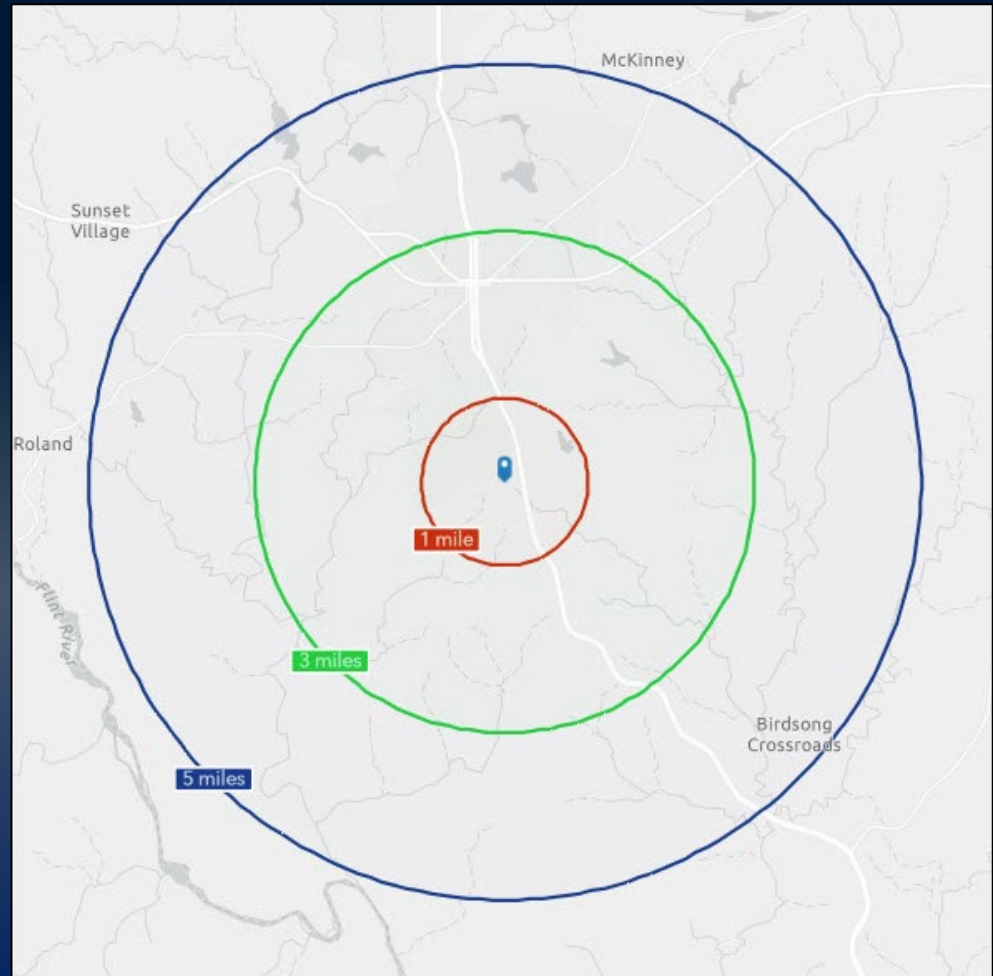 McKinney
Sunset
Village
Roland
1 mile
Flint River
3 miles
Birdsong
Crossroads
5 miles